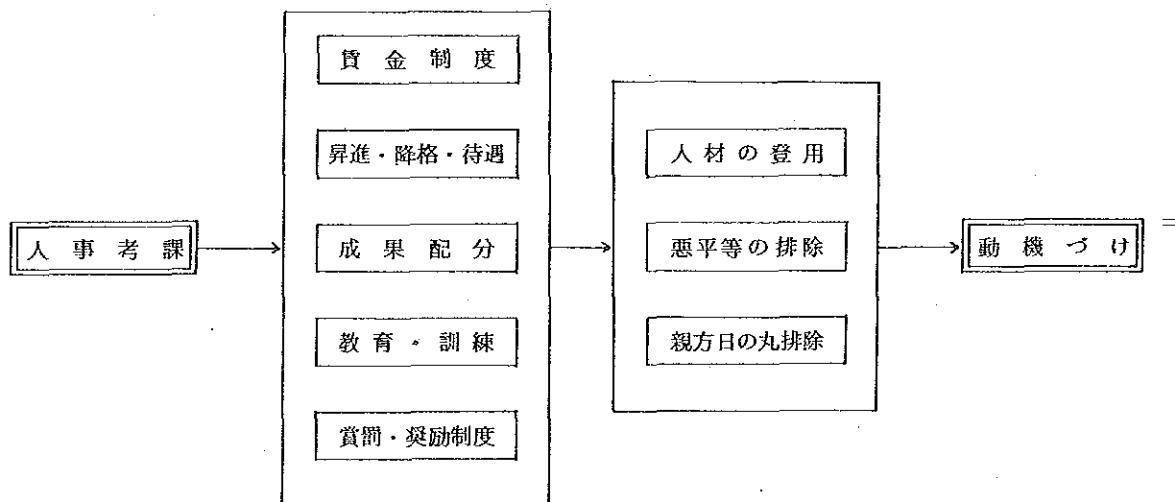 人事考課
賃金制度
昇進・降格・待遇
成果配分
教育・訓練
賞罰・奨励制度
人材の登用
悪平等の排除
親方日の丸排除
動機づけ